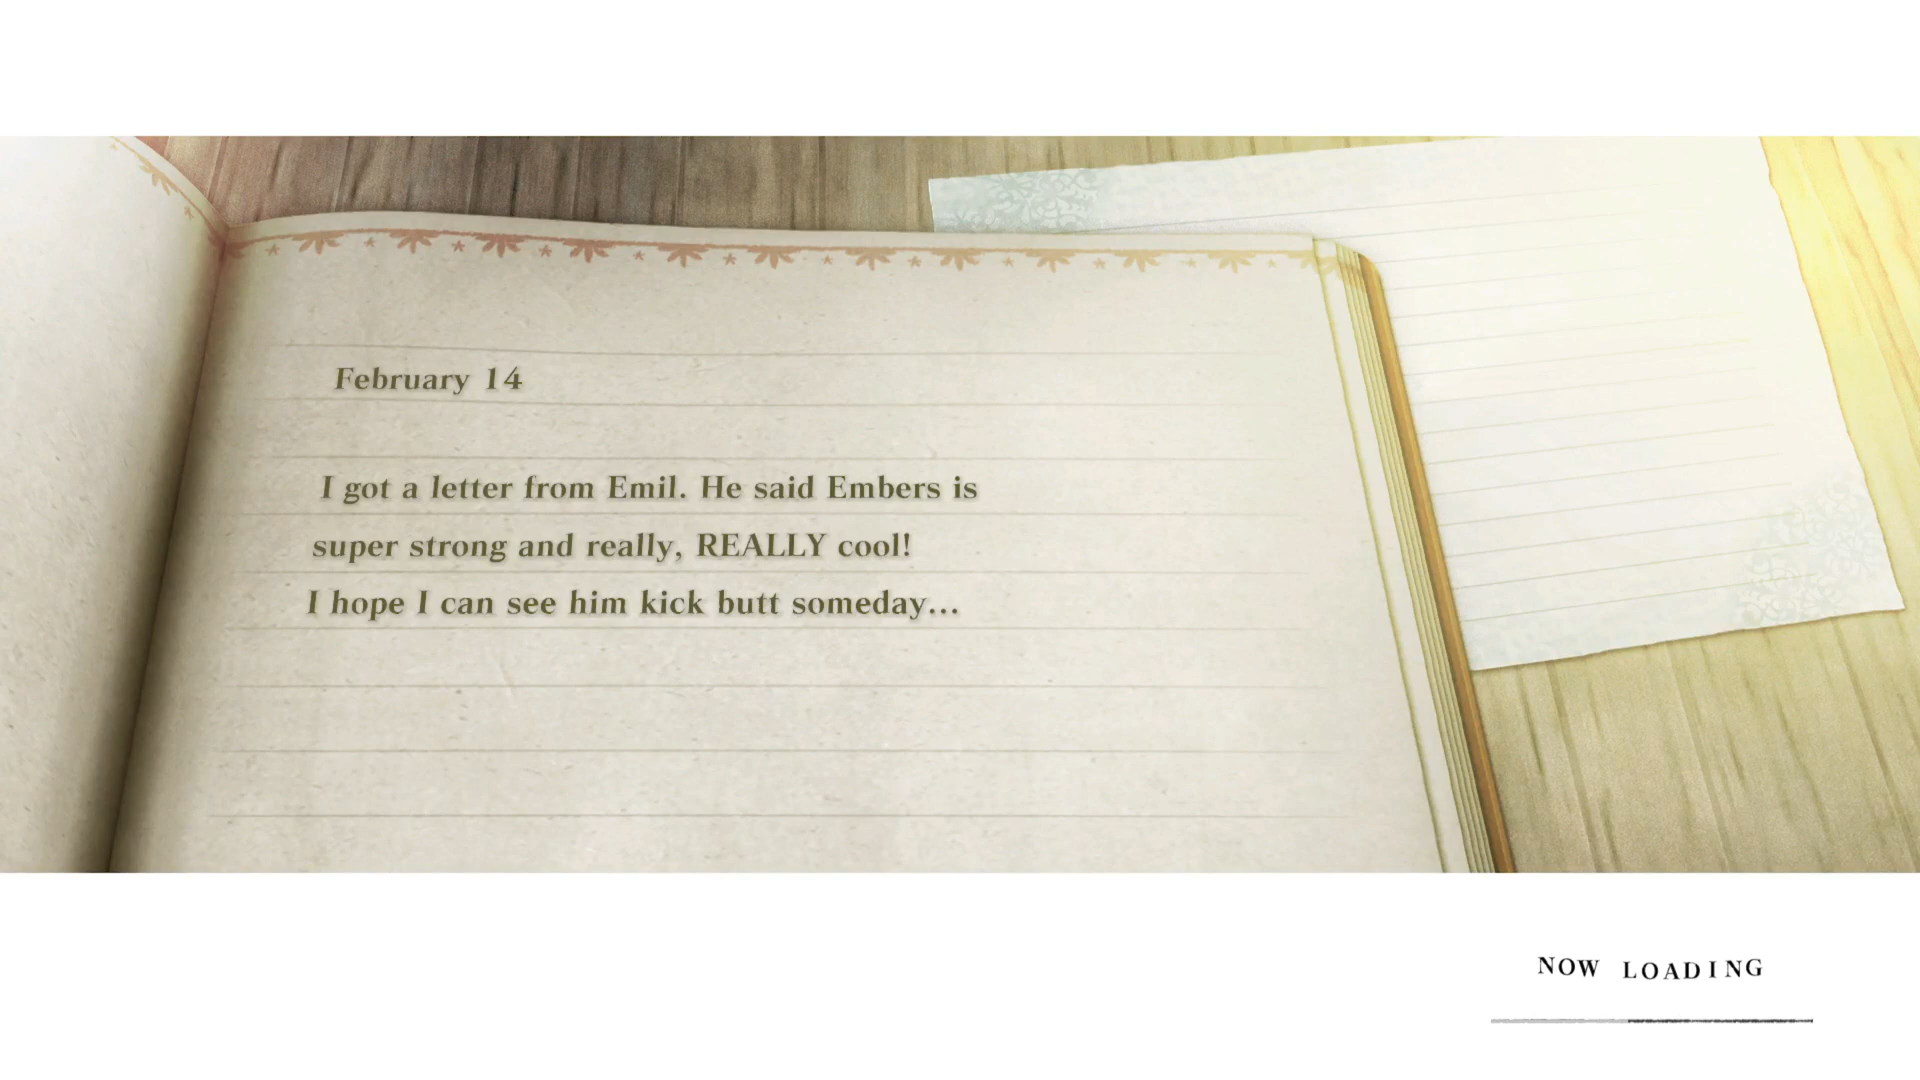 February 14
I got a letter from Emil. He said Embers is
super strong and really, REALLY cool!
I hope I can see him kick butt someday...
NOW LOADING